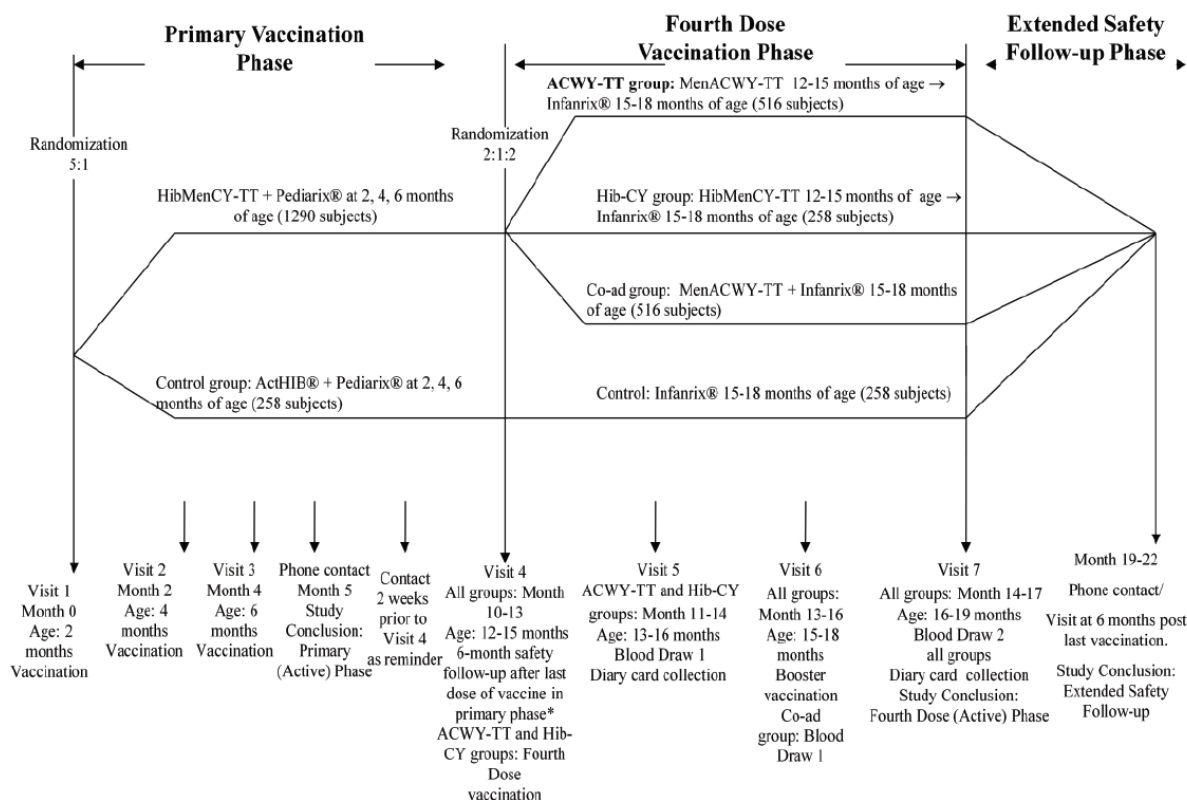 Primary Vaccination
Phase
Fourth Dose
Vaccination Phase
Extended Safety
Follow-up Phase
Randomization
5:1
HibMenCY-TT + Pediarix® at 2, 4, 6 months
of age (1290 subjects)
Control group: ActHIB® + Pediarix® at 2, 4, 6
months of age (258 subjects)
Randomization
2:1:2
ACWY-TT group: MenACWY-TT 12-15 months of age →
Infanrix® 15-18 months of age (516 subjects)
Hib-CY group: HibMenCY-TT 12-15 months of age →
Infanrix® 15-18 months of age (258 subjects)
Co-ad group: MenACWY-TT + Infanrix® 15-18 months
of age (516 subjects)
Control: Infanrix® 15-18 months of age (258 subjects)
Visit 1
Month 0
Age: 2
months
Vaccination
Visit 2
Month 2
Age: 4
months
Vaccination
Visit 3
Month 4
Age: 6
months
Vaccination
Phone contact
Month 5
Study
Conclusion:
Primary
(Active) Phase
Contact
2 weeks
prior to
Visit 4
as reminder
Visit 4
All groups: Month
10-13
Age: 12-15 months
6-month safety
follow-up after last
dose of vaccine in
primary phase*
ACWY-TT and Hib-
CY groups: Fourth
Dose
vaccination
Visit 5
ACWY-TT and Hib-CY
groups: Month 11-14
Age: 13-16 months
Blood Draw 1
Diary card collection
Visit 6
All groups:
Month 13-16
Age: 15-18
months
Booster
vaccination
Co-ad
group: Blood
Draw 1
Visit 7
All groups: Month 14-17
Age: 16-19 months
Blood Draw 2
all groups
Diary card collection
Study Conclusion:
Fourth Dose (Active) Phase
Month 19-22
Phone contact/
Visit at 6 months post
last vaccination.
Study Conclusion:
Extended Safety
Follow-up